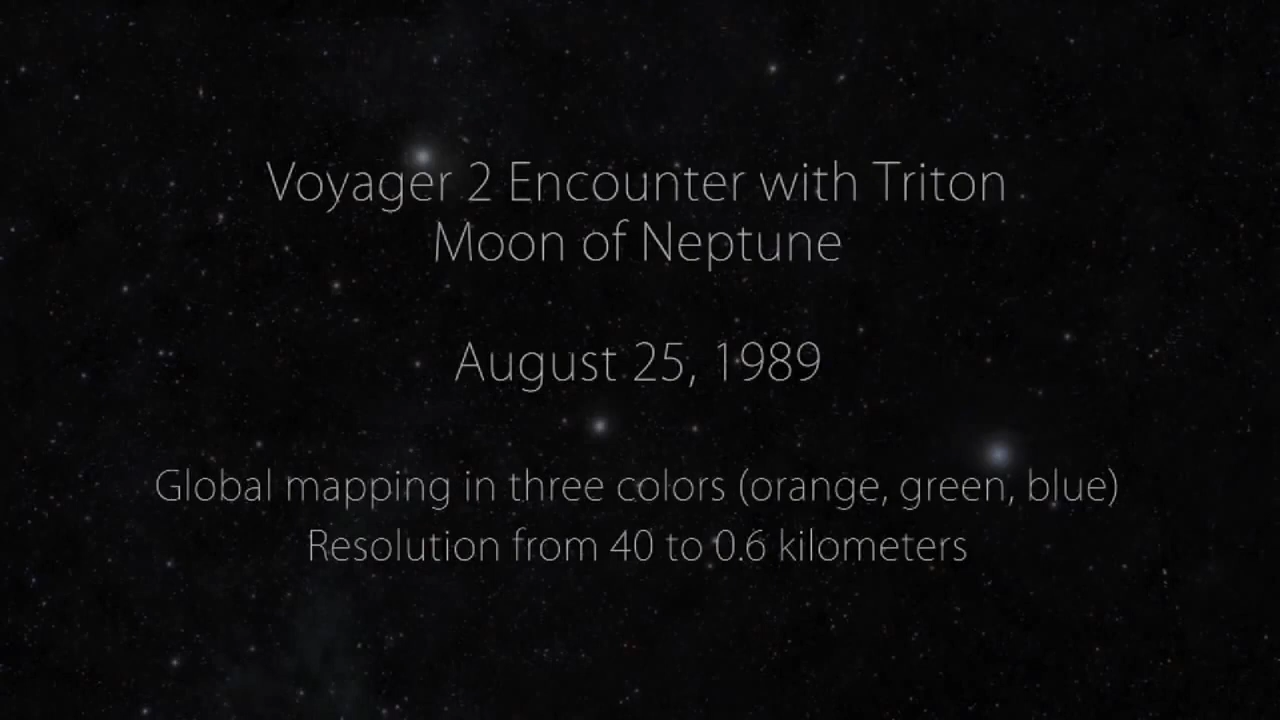 Voyager 2 Encounter with Triton
Moon of Neptune
August 25, 1989
Global mapping in three colors (orange, green, blue)
Resolution from 40 to 0.6 kilometers